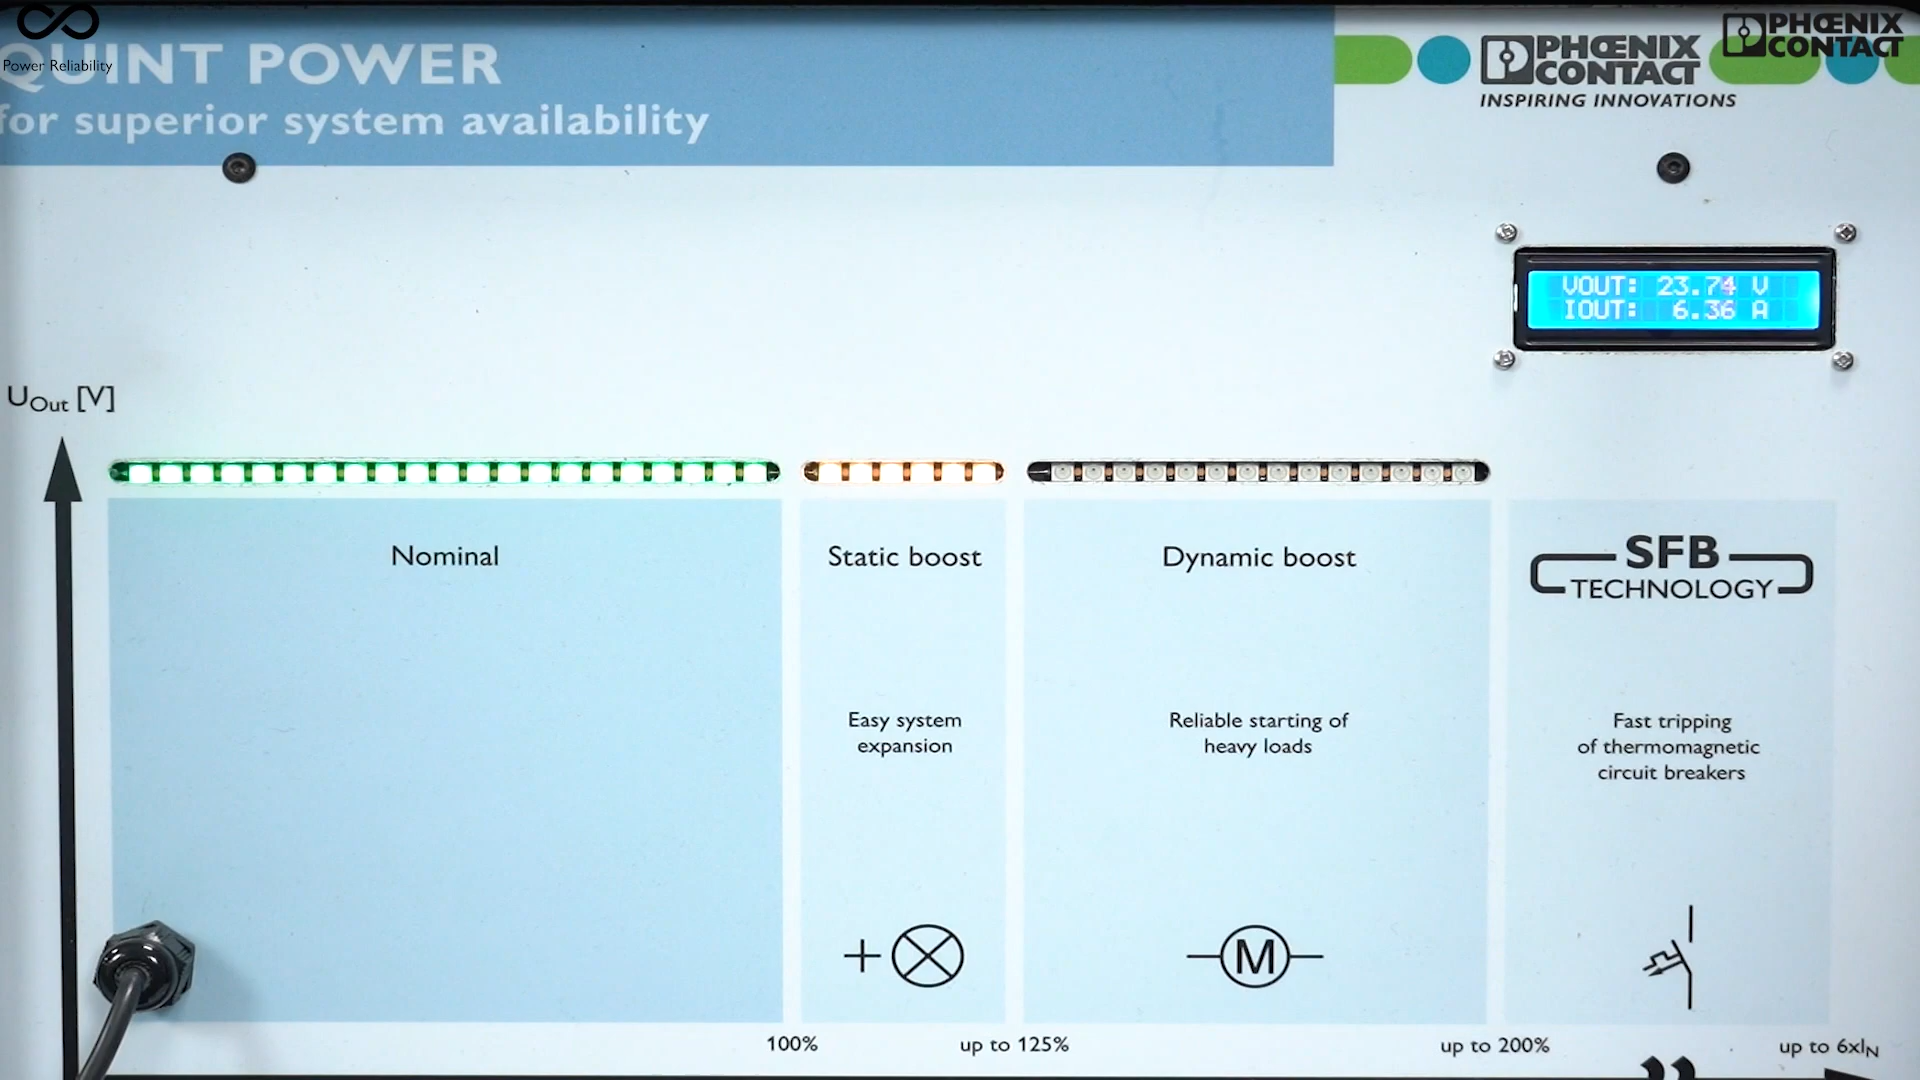 Power Reliability
QUINT POWER
for superior system availability
PHŒNIX
CONTACT
INSPIRING INNOVATIONS
PHŒNIX
CONTACT
VOUT: 23.74 V
IOUT: 6.36 A
UOut [V]
Nominal
Static boost
Dynamic boost
SFB
TECHNOLOGY
Easy system
expansion
Reliable starting of
heavy loads
Fast tripping
of thermomagnetic
circuit breakers
+
M
100%
up to 125%
up to 200%
up to 6xIN